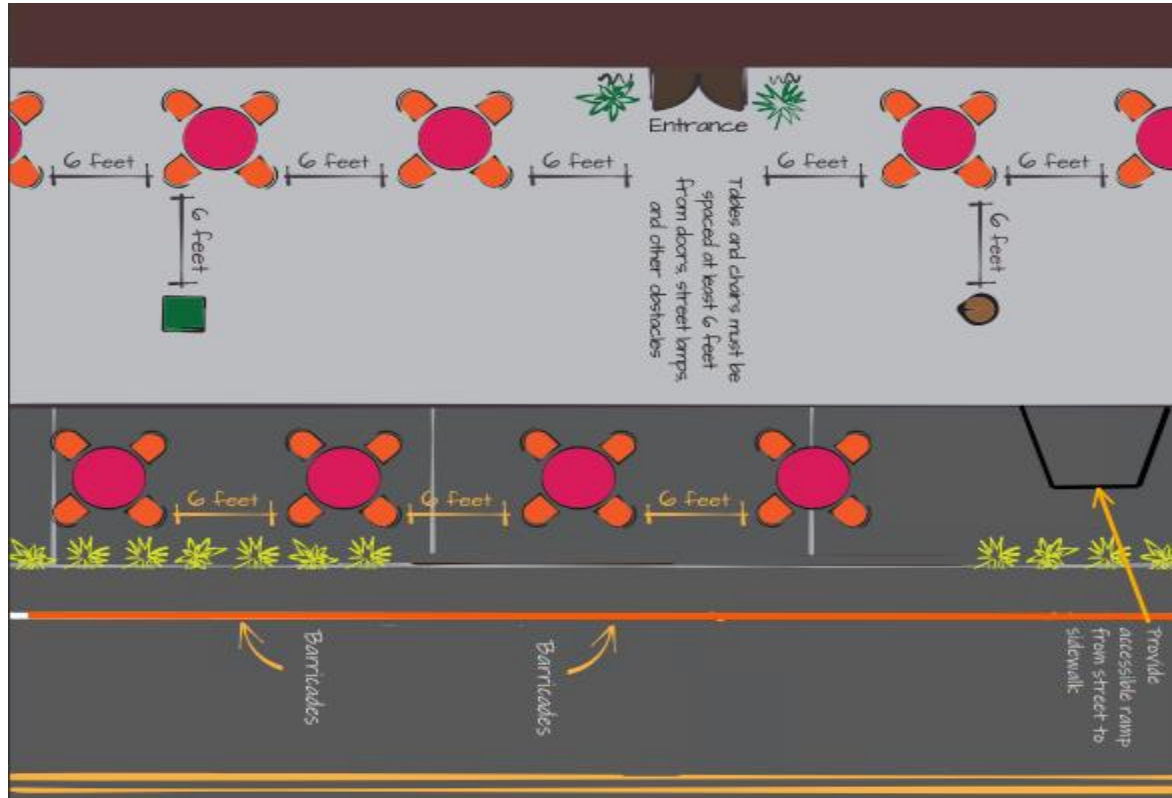 Entrance
6 feet
6 feet
6 feet
6 feet
6 feet
6 feet
6 feet
Tables and chairs must be
spaced at least 6 feet
from doors, street lamps,
and other obstacles
6 feet
6 feet
6 feet
Barricades
Barricades
Provide
accessible ramp
from street to
sidewalk